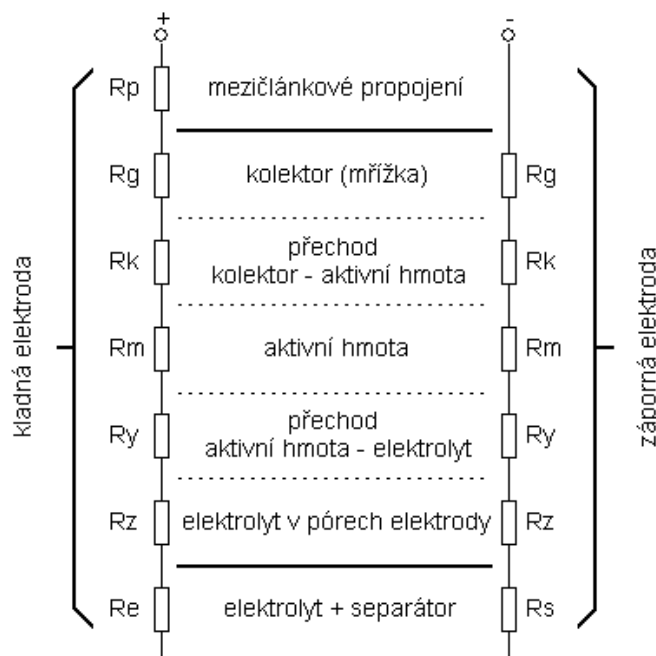 + -
Rp mezičlánkové propojení
Rg kolektor (mřížka) Rg
přechod
Rk kolektor - aktivní hmota Rk
Rm aktivní hmota Rm
přechod
Ry aktivní hmota - elektrolyt Ry
Rz elektrolyt v pórech elektrody Rz
Re elektrolyt + separátor Rs
kladná elektroda
záporná elektroda